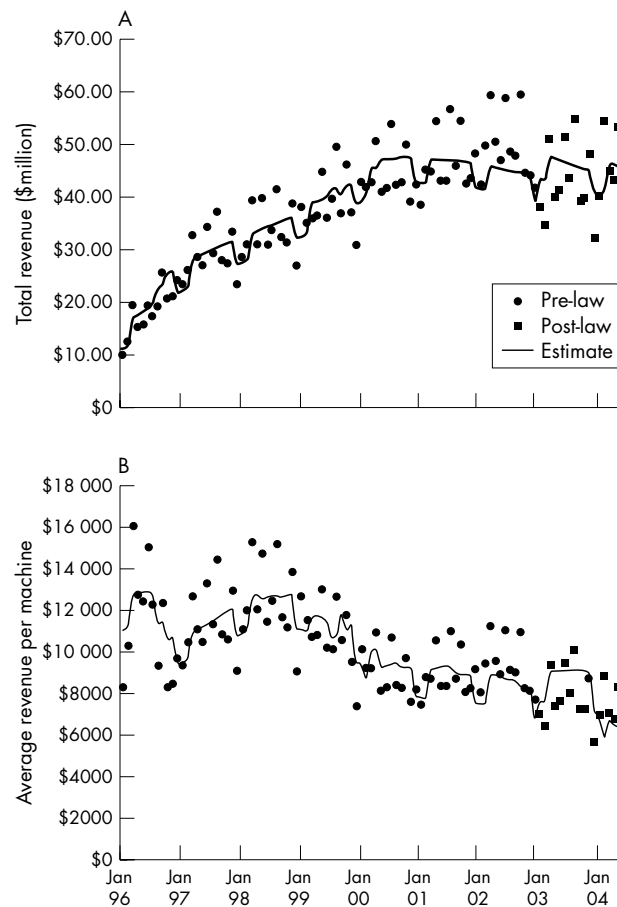 A
Total revenue ($million)
$70.00
$60.00
$50.00
$40.00
$30.00
$20.00
$10.00
$0
Pre-law
Post-law
Estimate
B
Average revenue per machine
$18 000
$16 000
$14 000
$12 000
$10 000
$8000
$6000
$4000
$2000
$0
Jan 96
Jan 97
Jan 98
Jan 99
Jan 00
Jan 01
Jan 02
Jan 03
Jan 04